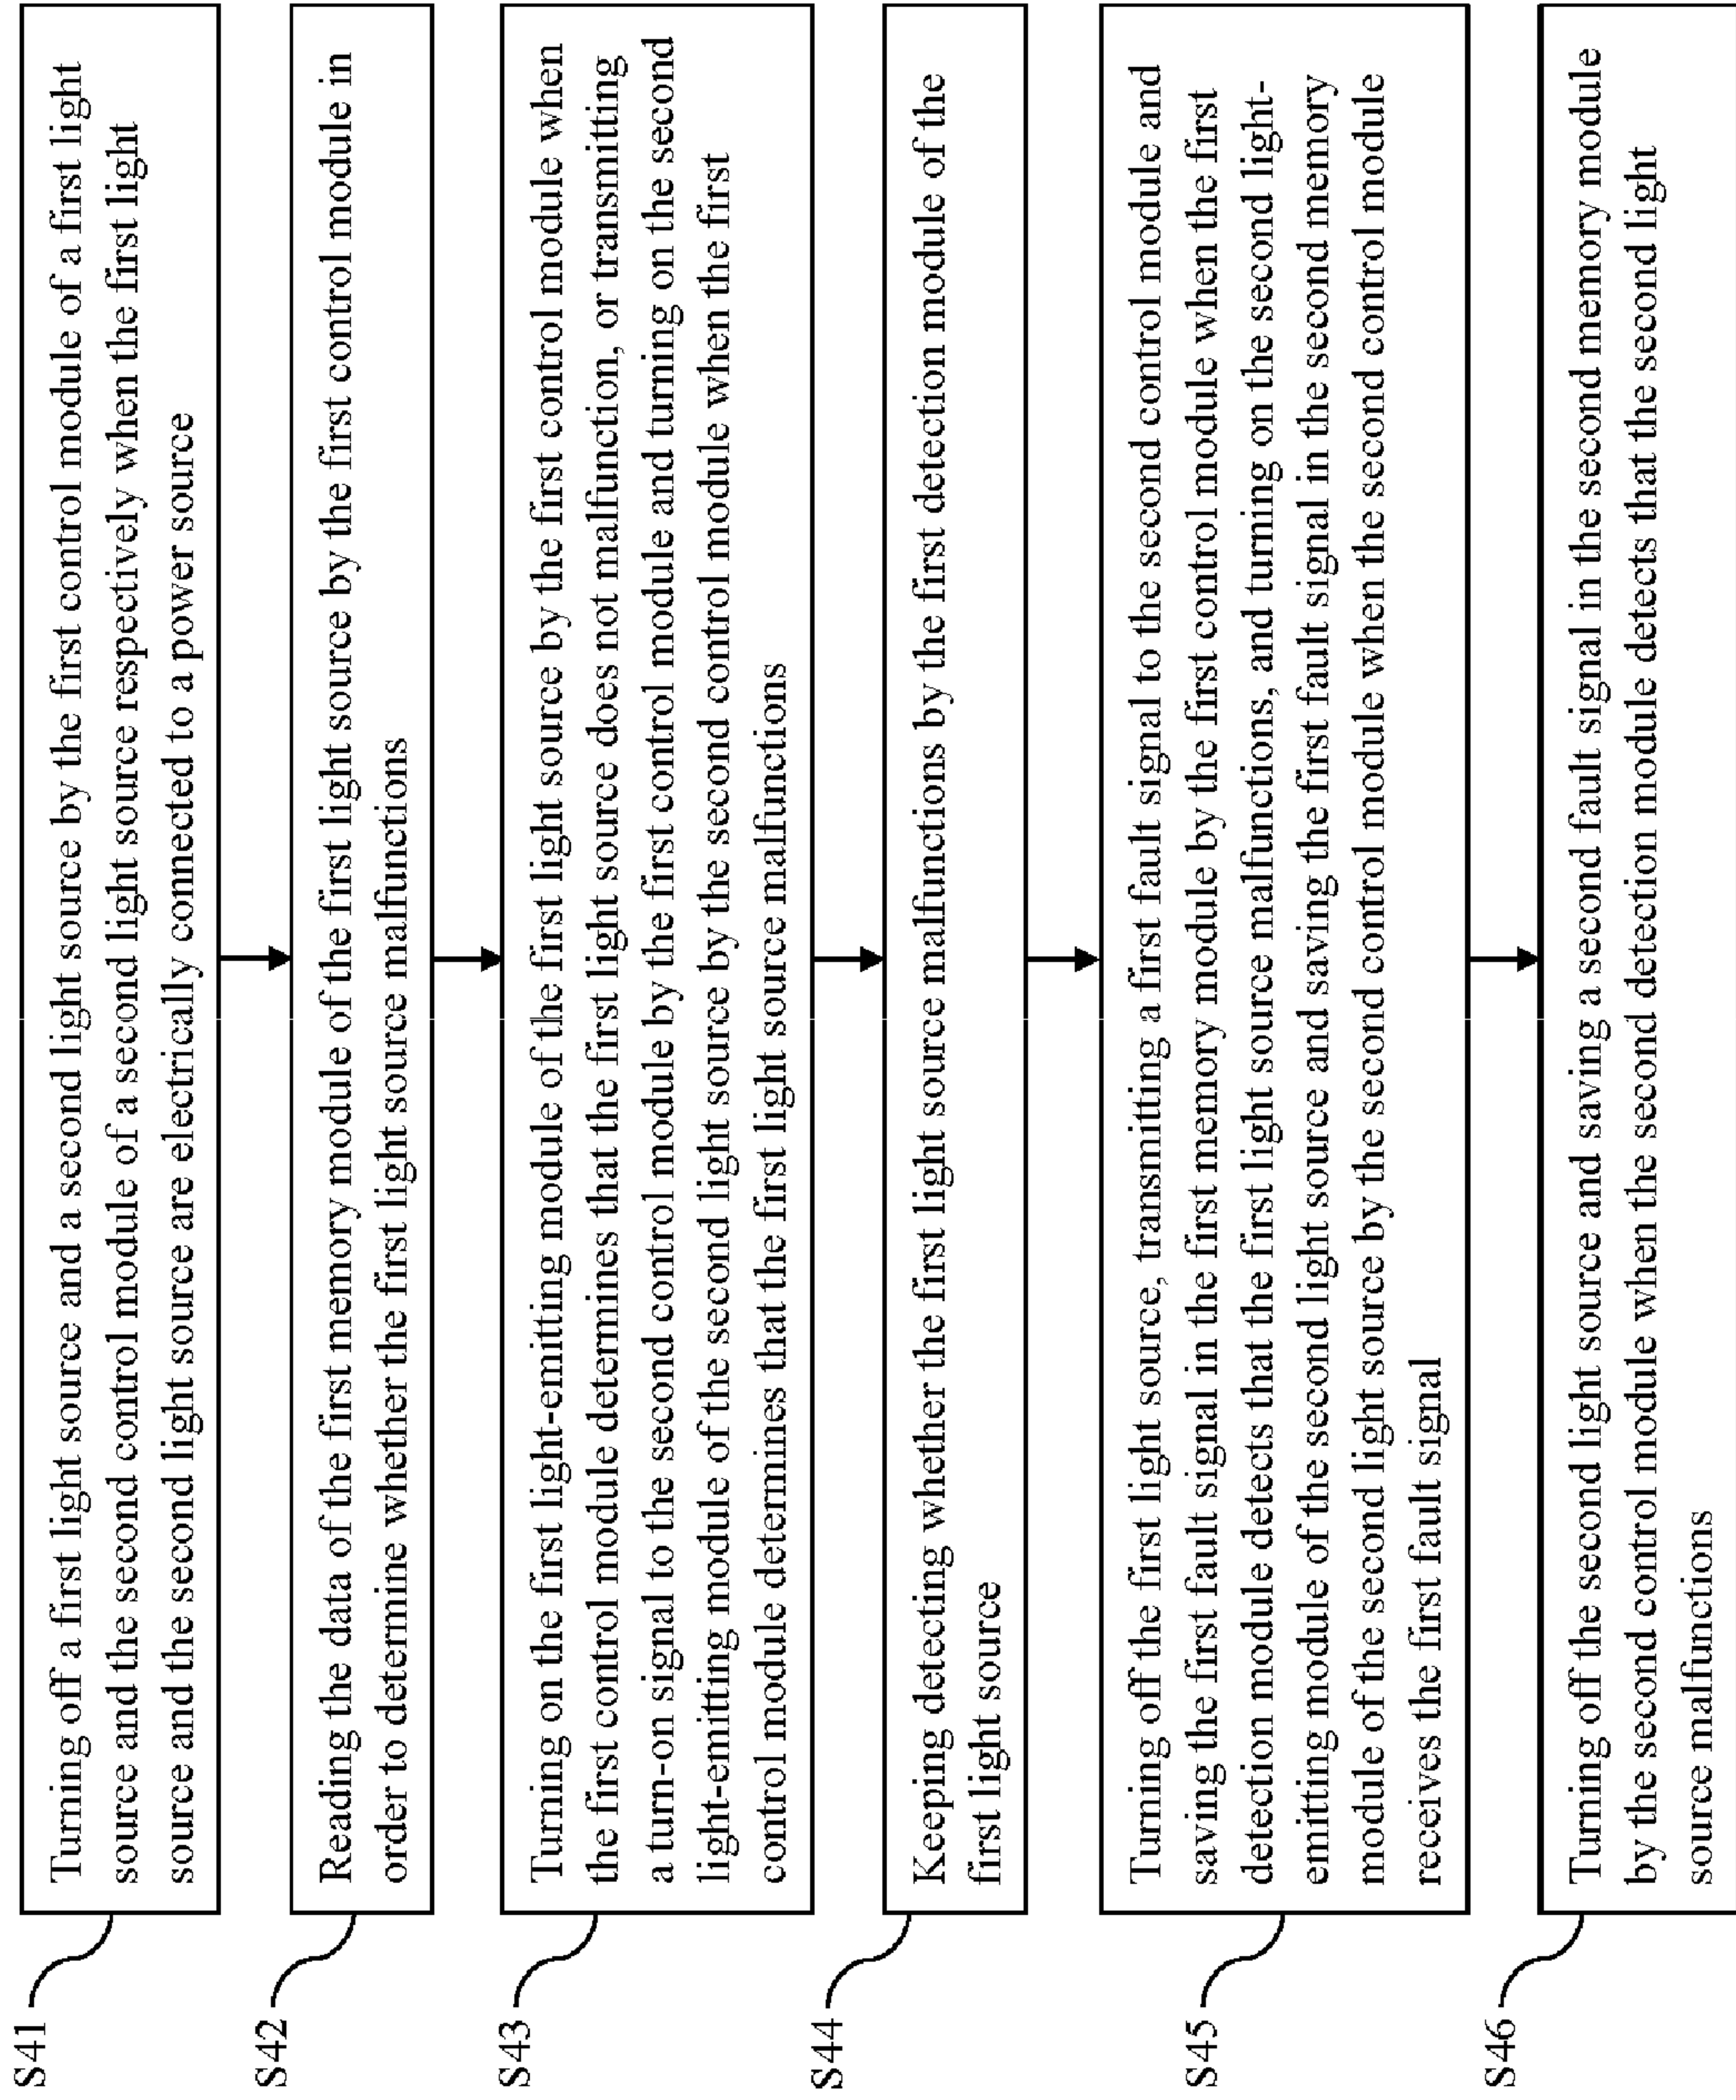 S41
Turning off a first light source and a second light source by the first control module of a first light
source and the second control module of a second light source respectively when the first light
source and the second light source are electrically connected to a power source
S42
Reading the data of the first memory module of the first light source by the first control module in
order to determine whether the first light source malfunctions
S43
Turning on the first light-emitting module of the first light source by the first control module when
the first control module determines that the first light source does not malfunction, or transmitting
a turn-on signal to the second control module by the first control module and turning on the second
light-emitting module of the second light source by the second control module when the first
control module determines that the first light source malfunctions
S44
Keeping detecting whether the first light source malfunctions by the first detection module of the
first light source
S45
Turning off the first light source, transmitting a first fault signal to the second control module and
saving the first fault signal in the first memory module by the first control module when the first
detection module detects that the first light source malfunctions, and turning on the second light-
emitting module of the second light source and saving the first fault signal in the second memory
module of the second light source by the second control module when the second control module
receives the first fault signal
S46
Turning off the second light source and saving a second fault signal in the second memory module
by the second control module when the second detection module detects that the second light
source malfunctions